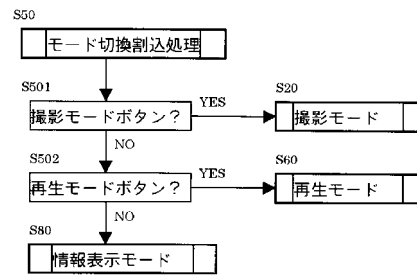 S50
モード切換割込処理
S501
撮影モードボタン?
YES
S20
撮影モード
NO
S502
再生モードボタン?
YES
S60
再生モード
NO
S80
情報表示モード